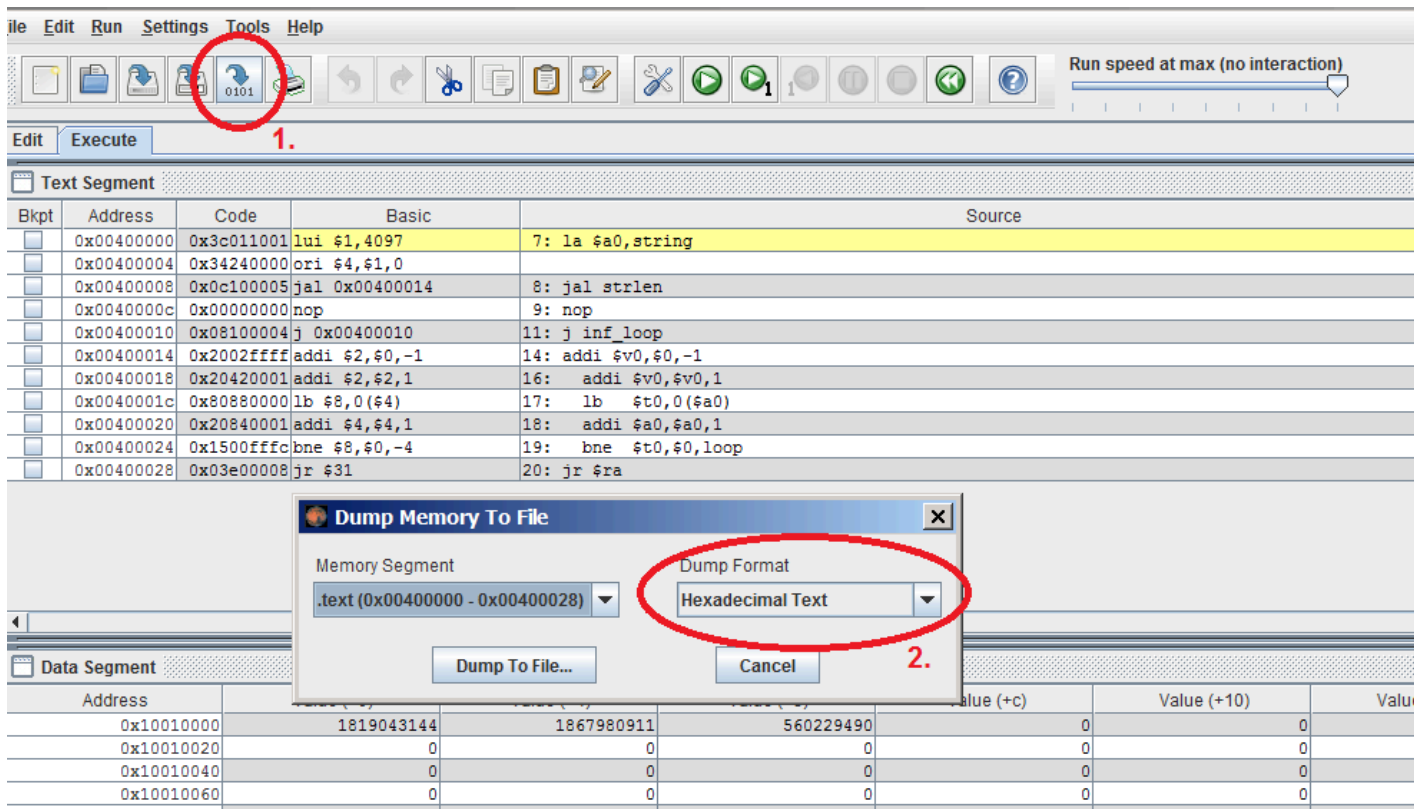 ile Edit Run Settings Tools Help
Run speed at max (no interaction)
0101
1
1
1.
Edit Execute
Text Segment
Bkpt Address Code Basic Source
0x00400000 0x3c011001 lui $1,4097 7: la $a0,string
0x00400004 0x34240000 ori $4,$1,0
0x00400008 0x0c100005 jal 0x00400014 8: jal strlen
0x0040000c 0x00000000 nop 9: nop
0x00400010 0x08100004 j 0x00400010 11: j inf_loop
0x00400014 0x2002ffff addi $2,$0,-1 14: addi $v0,$0,-1
0x00400018 0x20420001 addi $2,$2,1 16: addi $v0,$v0,1
0x0040001c 0x80880000 lb $8,0($4) 17: lb $t0,0($a0)
0x00400020 0x20840001 addi $4,$4,1 18: addi $a0,$a0,1
0x00400024 0x1500fffc bne $8,$0,-4 19: bne $t0,$0,loop
0x00400028 0x03e00008 jr $31 20: jr $ra
Dump Memory To File
Memory Segment Dump Format
.text (0x00400000 - 0x00400028) Hexadecimal Text
Dump To File... Cancel 2.
Data Segment
Address alue (+c) Value (+10) Value
0x10010000 1819043144 1867980911 560229490 0 0
0x10010020 0 0 0 0 0
0x10010040 0 0 0 0 0
0x10010060 0 0 0 0 0